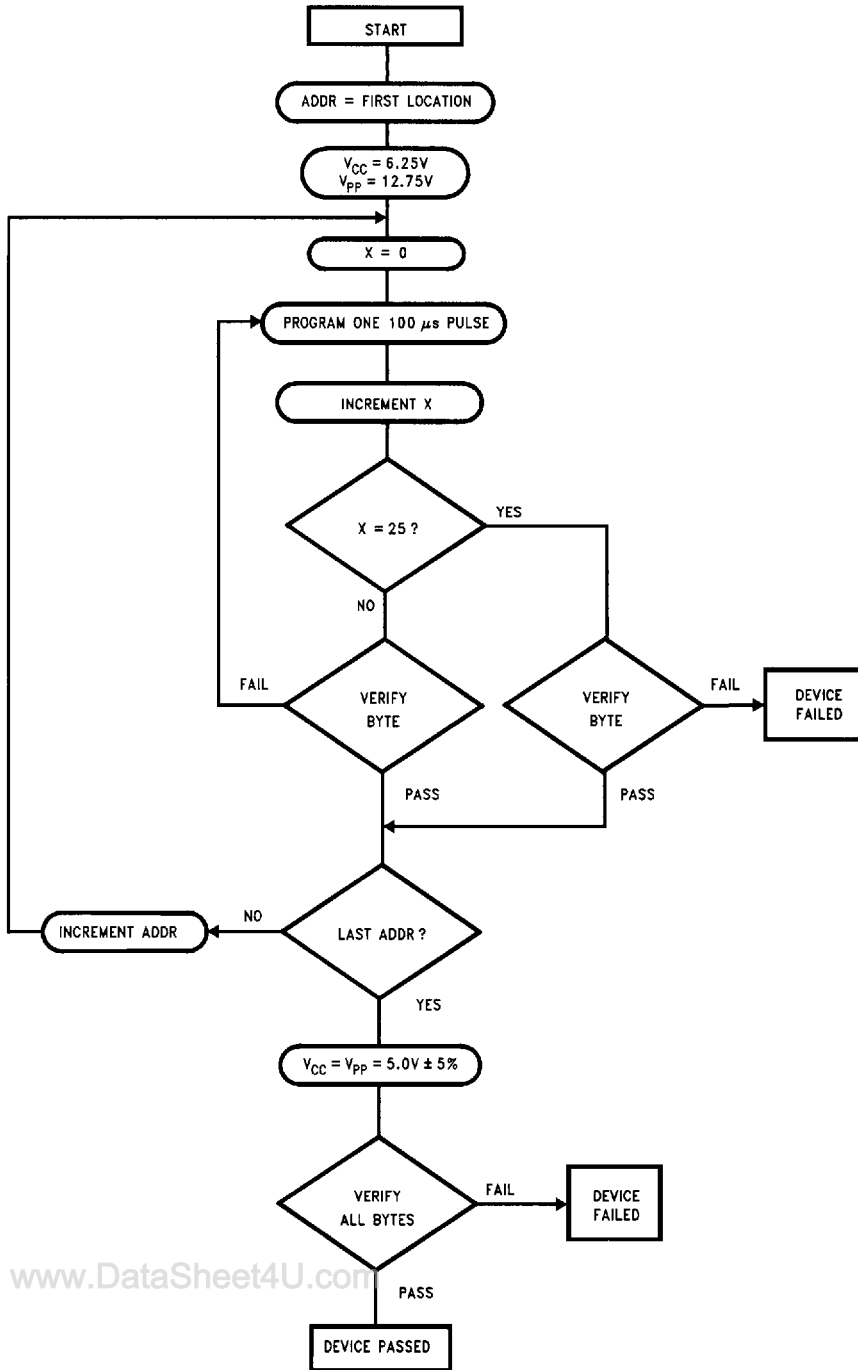 START
ADDR = FIRST LOCATION
VCC = 6.25V
VPP = 12.75V
X = 0
PROGRAM ONE 100 μs PULSE
INCREMENT X
X = 25 ?
YES
NO
FAIL
VERIFY
BYTE
VERIFY
BYTE
FAIL
DEVICE
FAILED
PASS
PASS
INCREMENT ADDR
NO
LAST ADDR ?
YES
VCC = VPP = 5.0V ± 5%
VERIFY
ALL BYTES
FAIL
DEVICE
FAILED
www.DataSheet4U.com
PASS
DEVICE PASSED